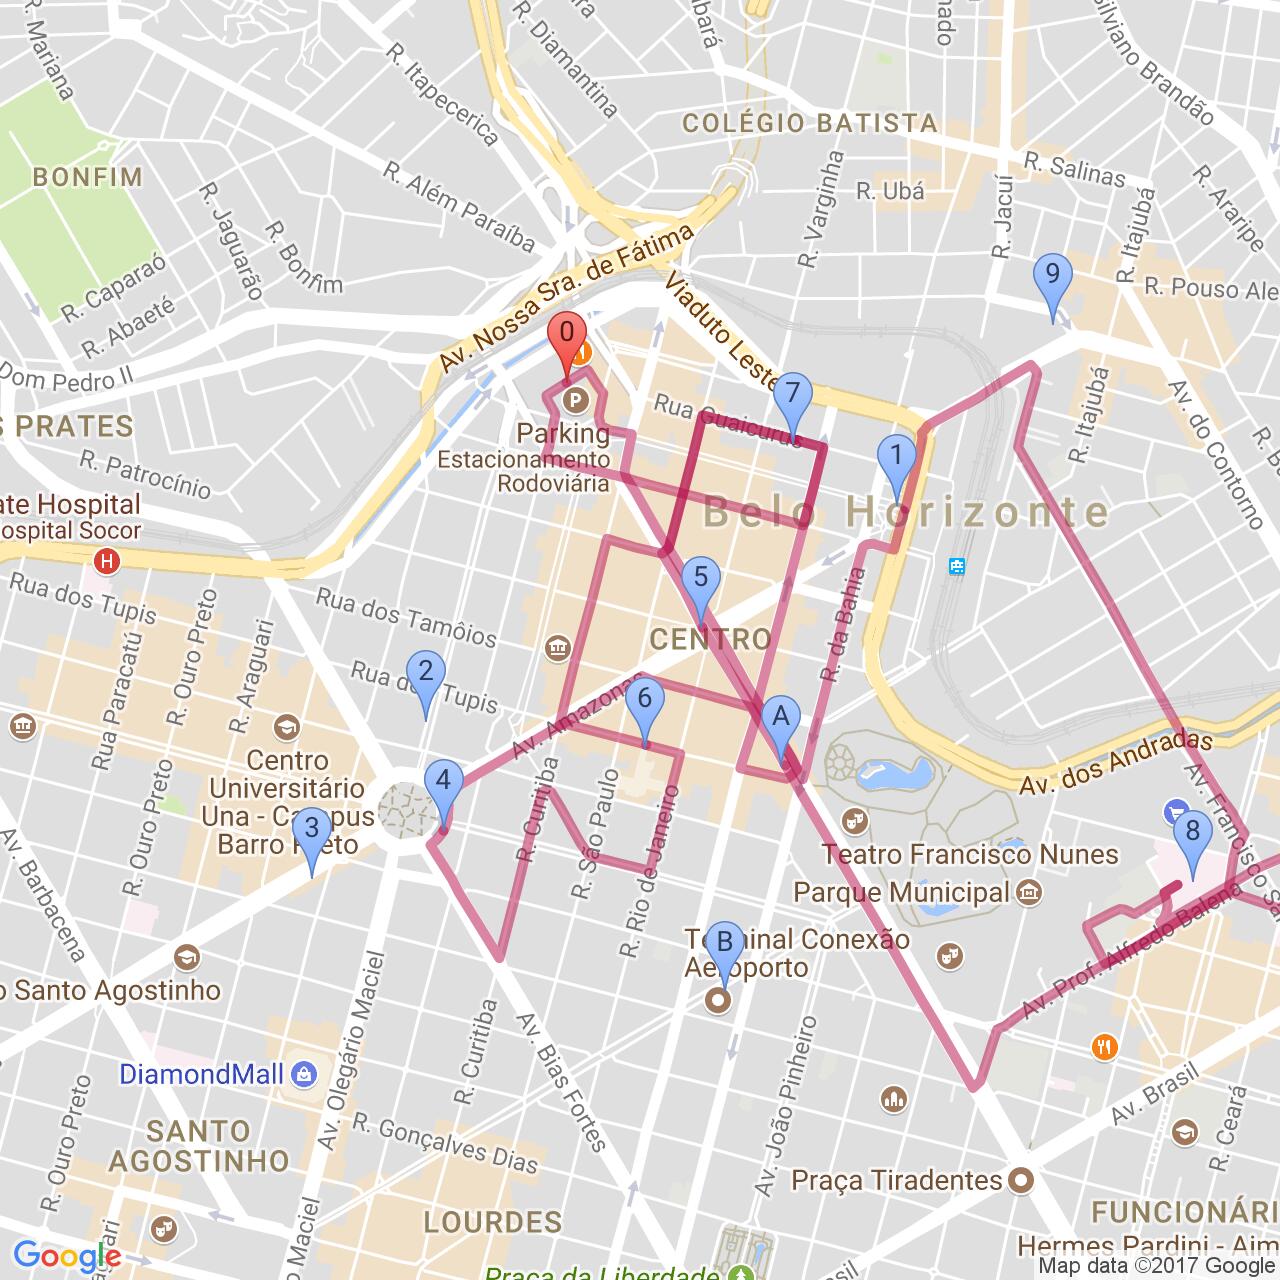 R. Mariana
R. Diamantina
R. Itapecerica
COLÉGIO BATISTA
Silviano Brandão
R. Salinas
R. Ubá
R. Varginha
R. Jacuí
R. Itajubá
R. Araripe
BONFIM
R. Além Paraíba
R. Jaguarão
R. Bonfim
R. Caparaó
R. Abaeté
Av. Nossa Sra. de Fátima
Viaduto Leste
9
R. Pouso Ale
0
Dom Pedro II
7
Rua Guaicurus
R. Itajubá
Av. do Contorno
S PRATES
P
Parking
Estacionamento
Rodoviária
1
R. Patrocínio
ate Hospital
ospital Socor
H
Belo Horizonte
Rua dos Tupis
Rua dos Tamôios
5
CENTRO
R. da Bahia
R. Ouro Preto
R. Araguari
Rua Paracatú
2
Tupis
6
A
Av. Amazonas
Av. dos Andradas
Centro
Universitário
Una - Campus
Barro Preto
4
3
R. Curitiba
R. São Paulo
R. Rio de Janeiro
R. Ouro Preto
Av. Barbacena
8
Av. Francisco Sa
Teatro Francisco Nunes
Parque Municipal
Av. Prof. Alfredo Balena
B
Terminal Conexão
Aeroporto
o Santo Agostinho
Av. Olegário Maciel
R. Curitiba
Av. Bias Fortes
Av. João Pinheiro
DiamondMall
R. Ouro Preto
SANTO
AGOSTINHO
R. Gonçalves Dias
Av. Brasil
R. Ceará
Praça Tiradentes
LOURDES
FUNCIONÁRI
Hermes Pardini - Aim
Maciel
Araguari
Praça da Liberdade
Google
Map data ©2017 Google